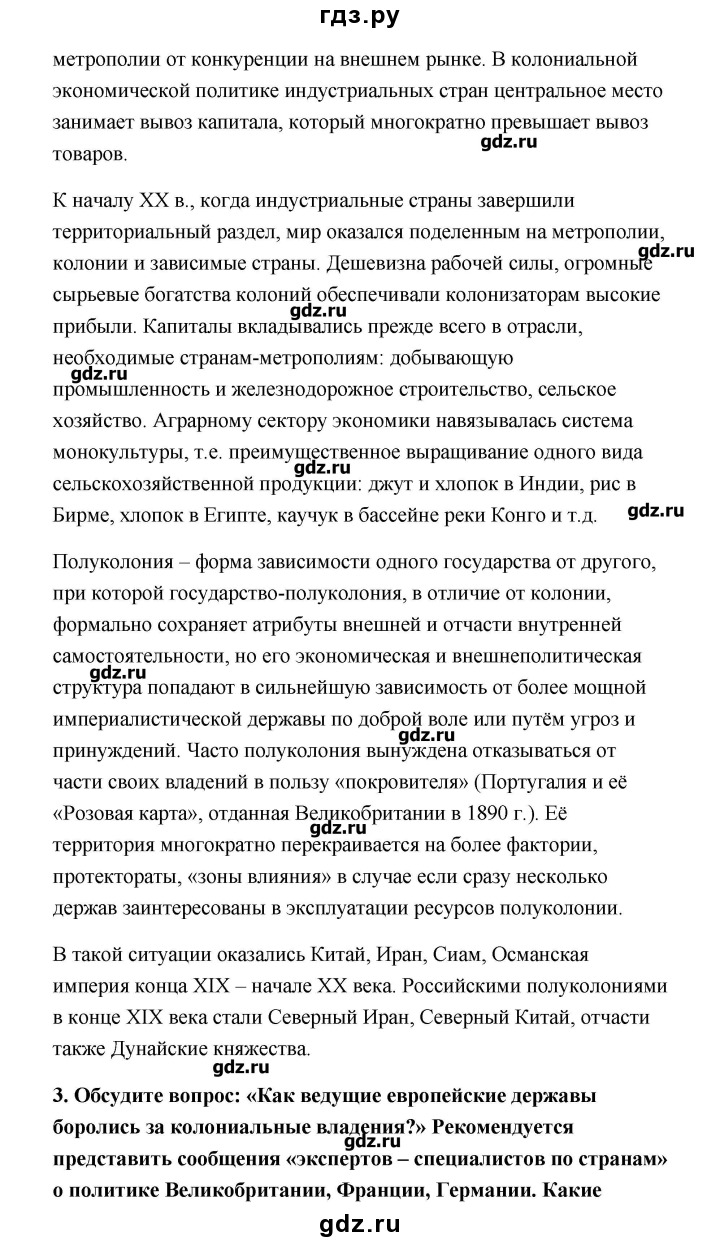 гдз.ру
метрополии от конкуренции на внешнем рынке. В колониальной
экономической политике индустриальных стран центральное место
занимает вывоз капитала, который многократно превышает вывоз
gdz.ru
товаров.
К началу XX в., когда индустриальные страны завершили
территориальный раздел, мир оказался поделенным на метрополии,
gdz.ru
колонии и зависимые страны. Дешевизна рабочей силы, огромные
сырьевые богатства колоний обеспечивали колонизаторам высокие
gdz.ru
прибыли. Капиталы вкладывались прежде всего в отрасли,
необходимые странам-метрополиям: добывающую
gdz.ru
промышленность и железнодорожное строительство, сельское
хозяйство. Аграрному сектору экономики навязывалась система
монокультуры, т.е. преимущественное выращивание одного вида
gdz.ru
сельскохозяйственной продукции: джут и хлопок в Индии, рис в
Бирме, хлопок в Египте, каучук в бассейне реки Конго и т.д.
gdz.ru
Полуколония – форма зависимости одного государства от другого,
при которой государство-полуколония, в отличие от колонии,
формально сохраняет атрибуты внешней и отчасти внутренней
самостоятельности, но его экономическая и внешнеполитическая
gdz.ru
структура попадают в сильнейшую зависимость от более мощной
империалистической державы по доброй воле или путём угроз и
gdz.ru
принуждений. Часто полуколония вынуждена отказываться от
части своих владений в пользу «покровителя» (Португалия и её
«Розовая карта», отданная Великобритании в 1890 г.). Её
gdz.ru
территория многократно перекраивается на более фактории,
протектораты, «зоны влияния» в случае если сразу несколько
держав заинтересованы в эксплуатации ресурсов полуколонии.
В такой ситуации оказались Китай, Иран, Сиам, Османская
империя конца XIX – начале XX века. Российскими полуколониями
в конце XIX века стали Северный Иран, Северный Китай, отчасти
также Дунайские княжества.
gdz.ru
3. Обсудите вопрос: «Как ведущие европейские державы
боролись за колониальные владения?» Рекомендуется
gdz.ru
представить сообщения «экспертов – специалистов по странам»
о политике Великобритании, Франции, Германии. Какие
gdz.ru